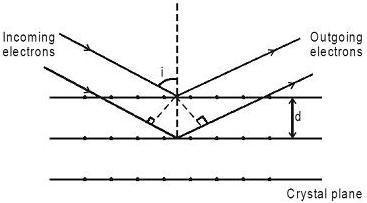 Incoming
electrons
Outgoing
electrons
i
d
Crystal plane